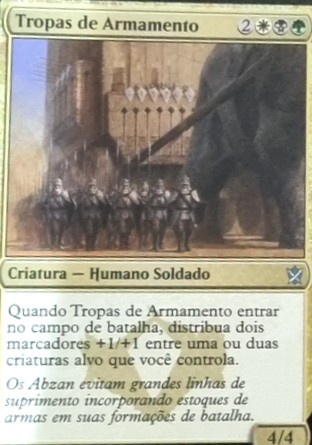 Tropas de Armamento 2
Criatura — Humano Soldado
Quando Tropas de Armamento entrar
no campo de batalha, distribua dois
marcadores +1/+1 entre uma ou duas
criaturas alvo que você controla.
Os Abzan evitam grandes linhas de
suprimento incorporando estoques de
armas em suas formações de batalha.
4/4